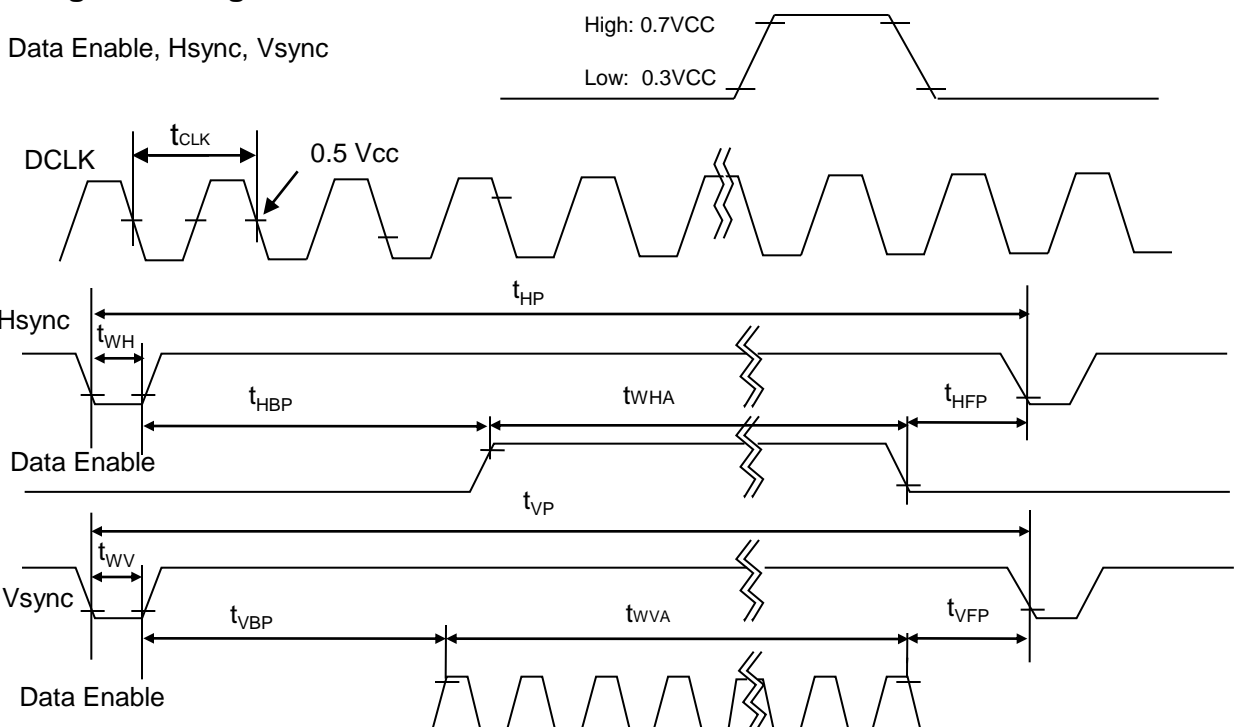 High: 0.7VCC
Data Enable, Hsync, Vsync
Low: 0.3VCC
tCLK
DCLK
0.5 Vcc
tHP
Hsync
tWH
tHBP
tWHA
tHFP
Data Enable
tVP
tWV
Vsync
tVBP
tWVA
tVFP
Data Enable